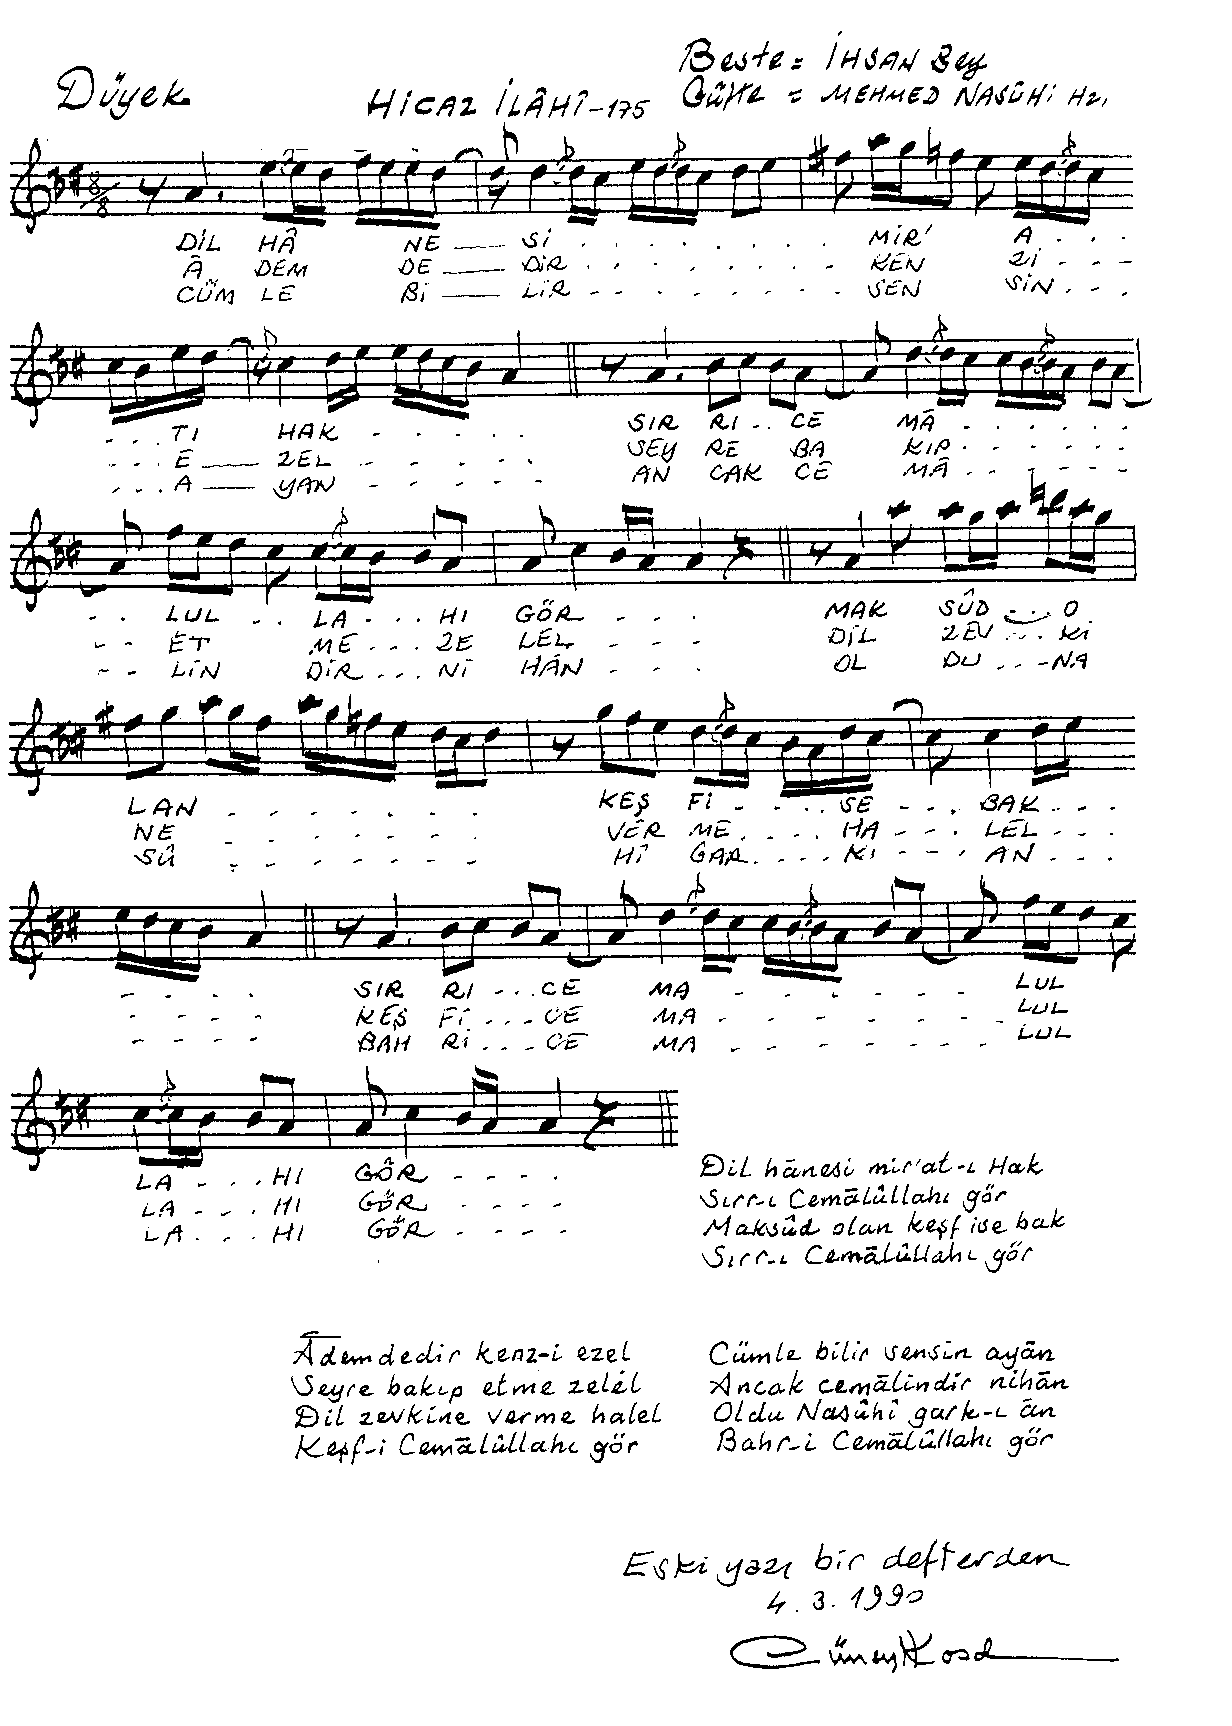 Düyek
HİCAZ İLÂHÎ-175
Beste = İHSAN Bey
Güfte = MEHMED NASÛHİ Hz.
8/8
DİL HÂ NE — Sİ . . . . . . . . MİR' A . . .
Â DEM DE — DİR . . . . . . . . KEN Zİ - - -
CÜM LE Bİ — LİR - - - - - - - - SEN SİN . - -
- . . . TI HAK - - - - -
- . . . E — ZEL - - - - -
. . . . A — YAN - - - - -
SIR RI . . CE MÂ . . . . . .
SEY RE BA KIP - - - - - -
AN CAK CE MÂ - - - - - -
- . LUL . . LA . . . HI GÖR . - - .
- - ET - - ME . . . ZE LEL - - - -
- - LİN DİR . . . Nİ HÂN - - - -
MAK SÛD . . O
DİL ZEV . . . Kİ
OL DU . . . -NA
LAN - - - - - - - KEŞ Fİ - . . . SE - . . BAK . . .
NE - - - - - - - VER ME . . . . HA - - . LEL - - .
SÛ - - - - - - - HÎ GAR . . . . KI - - . AN - - .
- - - . SIR RI - . . CE MA - - - - - - LUL
- - - - KEŞ Fİ . . . CE MA - - - - - - - LUL
- - - - BAH Rİ . . . CE MA - - - - - - - LUL
LA - . . HI GÖR - - - .
LA - - . HI GÖR - - - -
LA . . . HI GÖR - - - -
Dil hânesi mir'at-ı Hak
Sırr-ı Cemâlûllahı gör
Maksûd olan keşf ise bak
Sırr-ı Cemâlûllahı gör
Âdemdedir kenz-i ezel
Seyre bakıp etme zelél
Dil zevkine verme halel
Keşf-i Cemâlûllahı gör
Cümle bilir sensin ayân
Ancak cemâlindir nihân
Oldu Nasûhî gark-ı ân
Bahr-i Cemâlûllahı gör
Eski yazı bir defterden
4.3.1990